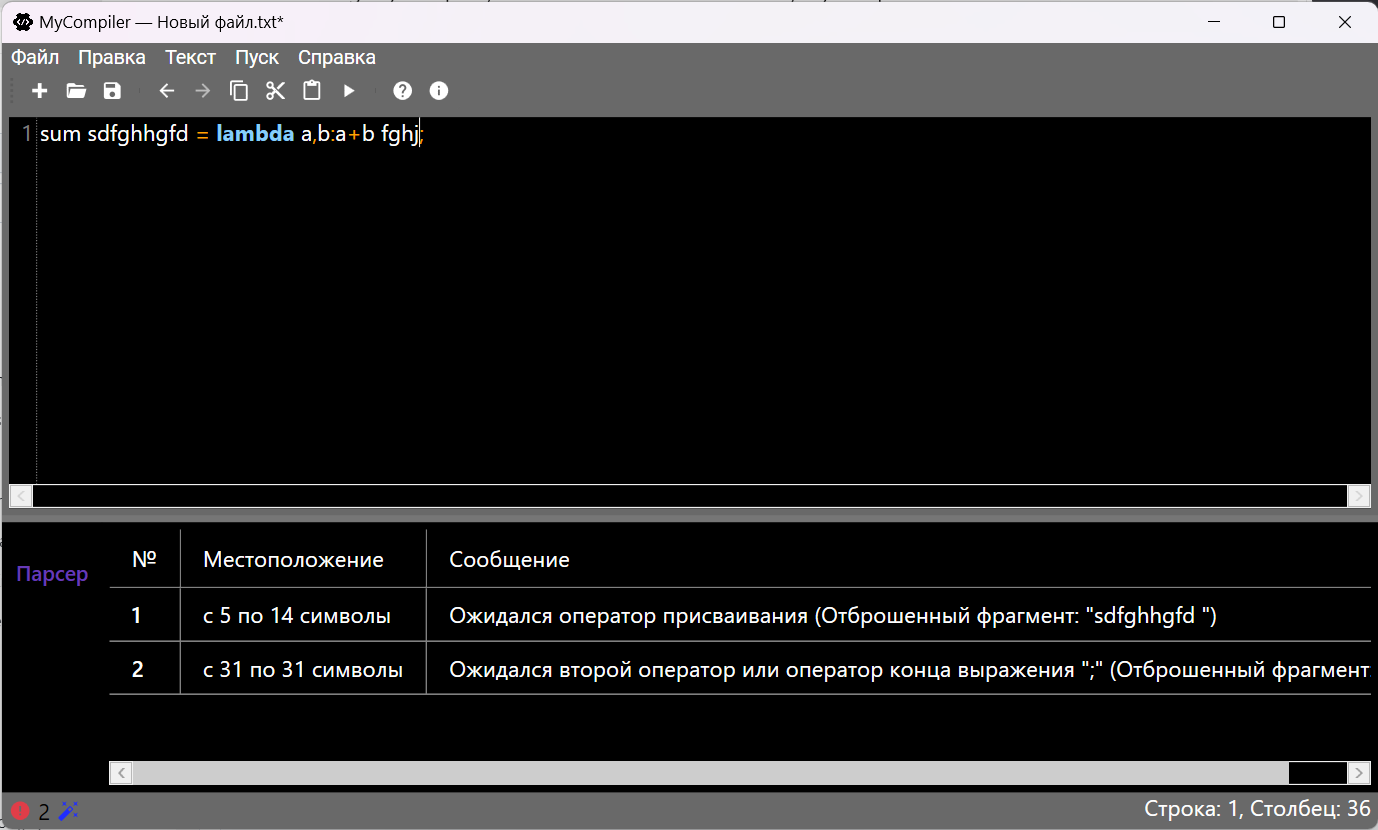 MyCompiler — Новый файл.txt*
Файл Правка Текст Пуск Справка
1 sum sdfghhgfd = lambda a,b:a+b fghj;
Парсер
№ Местоположение Сообщение
1 с 5 по 14 символы Ожидался оператор присваивания (Отброшенный фрагмент: "sdfghhgfd ")
2 с 31 по 31 символы Ожидался второй оператор или оператор конца выражения ";" (Отброшенный фрагмент:
2
Строка: 1, Столбец: 36